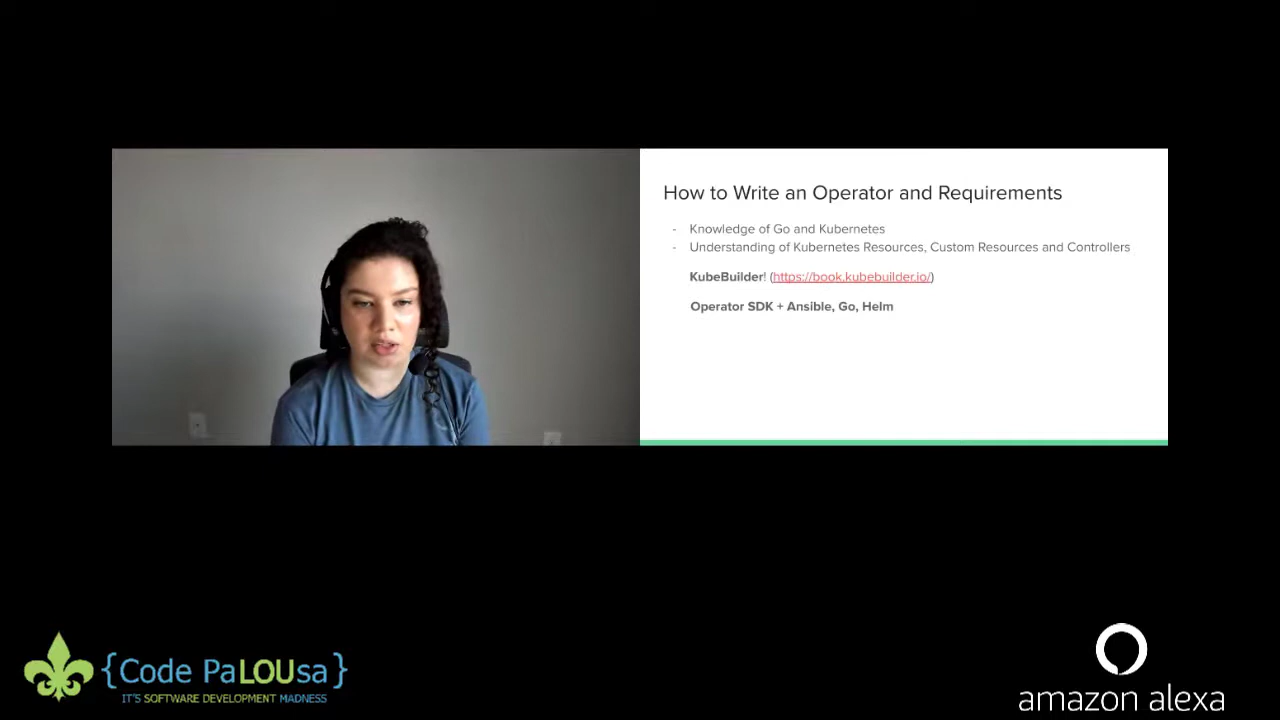 How to Write an Operator and Requirements
- Knowledge of Go and Kubernetes
- Understanding of Kubernetes Resources, Custom Resources and Controllers
KubeBuilder! (https://book.kubebuilder.io/)
Operator SDK + Ansible, Go, Helm
{Code PaLOUsa}
IT'S SOFTWARE DEVELOPMENT MADNESS
amazon alexa